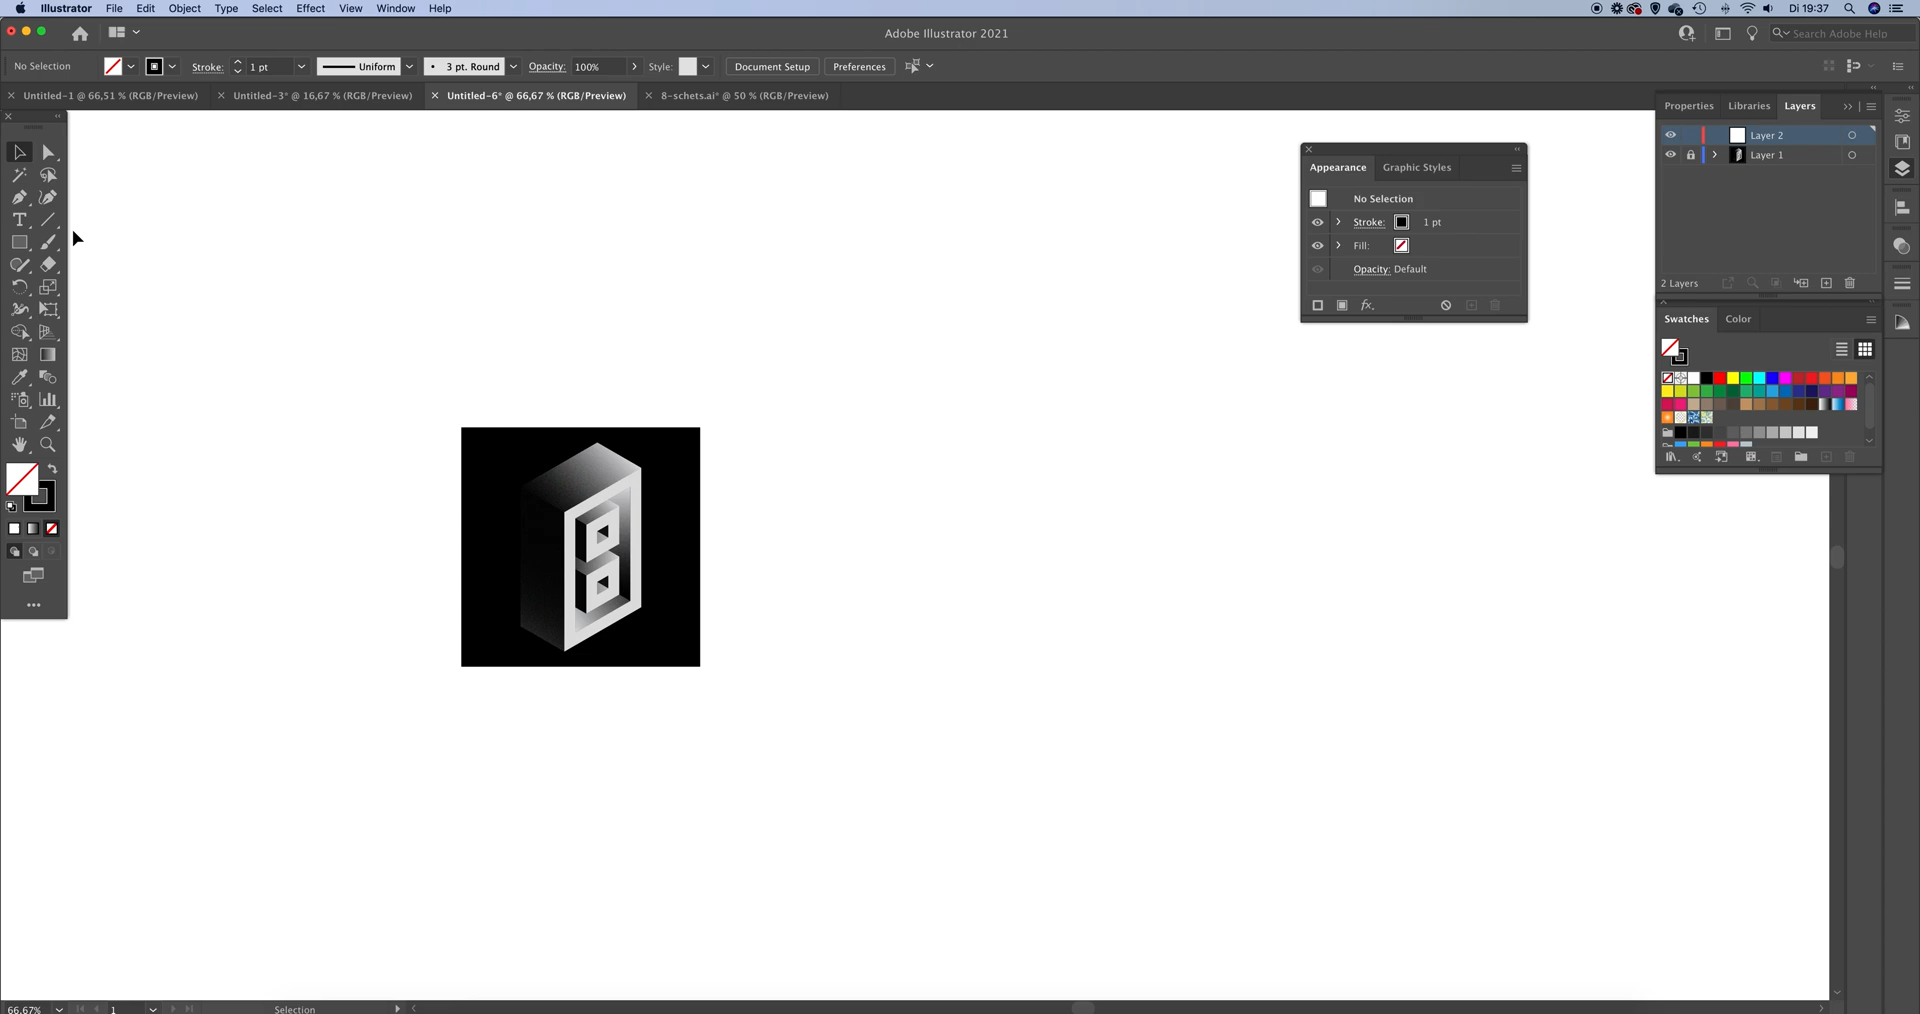 Illustrator File Edit Object Type Select Effect View Window Help
Di 19:37
Adobe Illustrator 2021
Search Adobe Help
No Selection
Stroke: 1 pt
Uniform
3 pt. Round
Opacity: 100%
Style:
Document Setup
Preferences
Untitled-1 @ 66,51 % (RGB/Preview)
Untitled-3* @ 16,67 % (RGB/Preview)
Untitled-6* @ 66,67 % (RGB/Preview)
8-schets.ai* @ 50 % (RGB/Preview)
Properties Libraries Layers
Layer 2
Layer 1
2 Layers
Appearance Graphic Styles
No Selection
Stroke: 1 pt
Fill:
Opacity: Default
fx
Swatches Color
8
66,67%
1
Selection